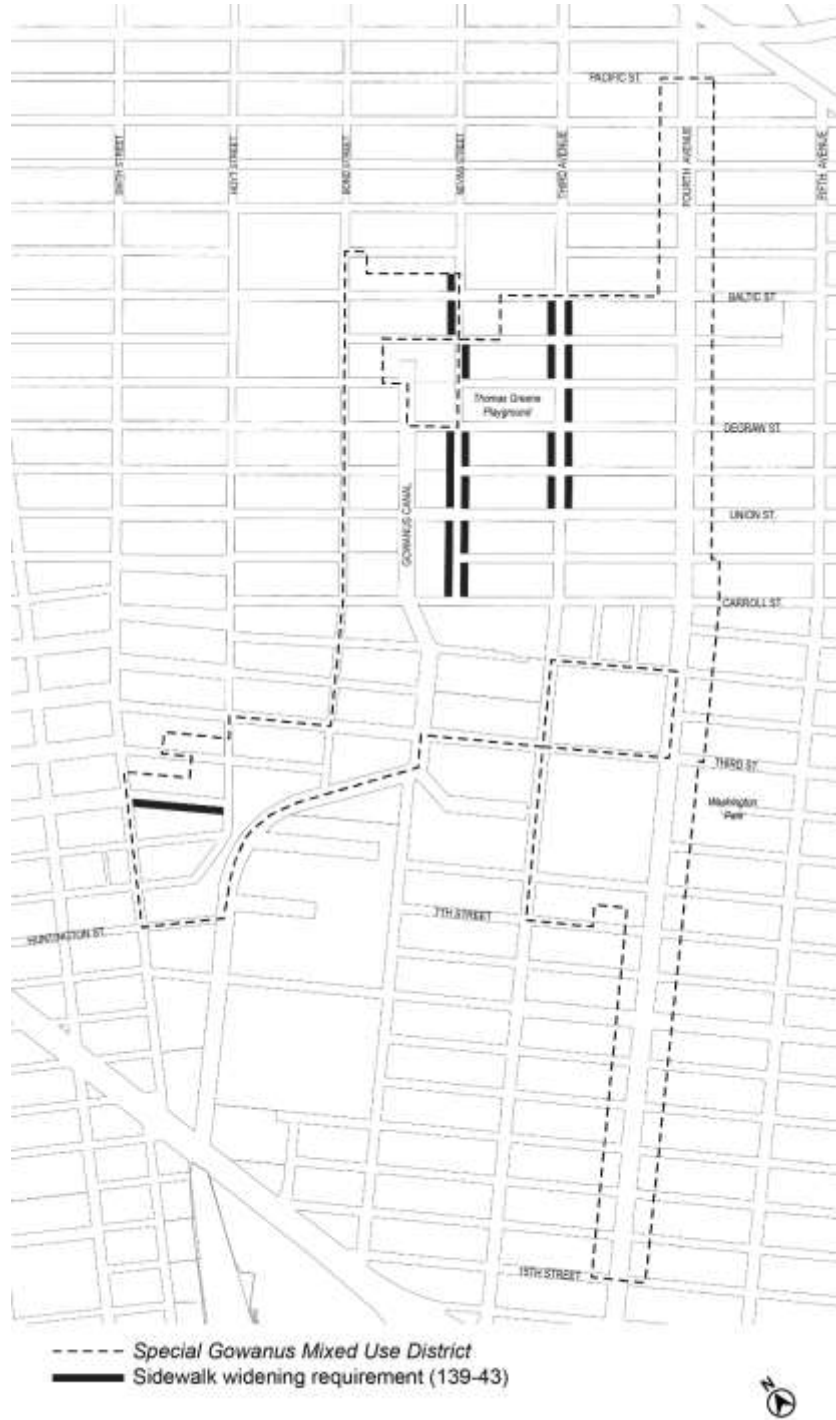 PACIFIC ST.
SMITH STREET
HOYT STREET
BOND STREET
NEVINS STREET
THIRD AVENUE
FOURTH AVENUE
FIFTH AVENUE
BALTIC ST.
Thomas Greene
Playground
DEGRAW ST.
GOWANUS CANAL
UNION ST.
CARROLL ST.
THIRD ST.
Washington
Park
7TH STREET
HUNTINGTON ST.
15TH STREET
Special Gowanus Mixed Use District
Sidewalk widening requirement (139-43)
N